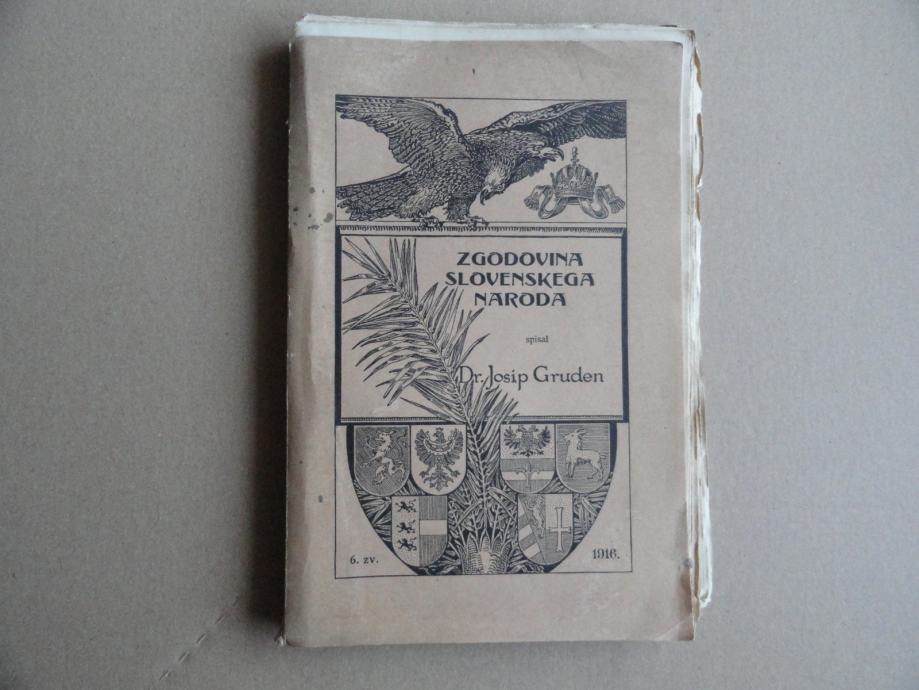 ZGODOVINA
SLOVENSKEGA
NARODA
spisal
Dr. Josip Gruden
6. zv.
1916.